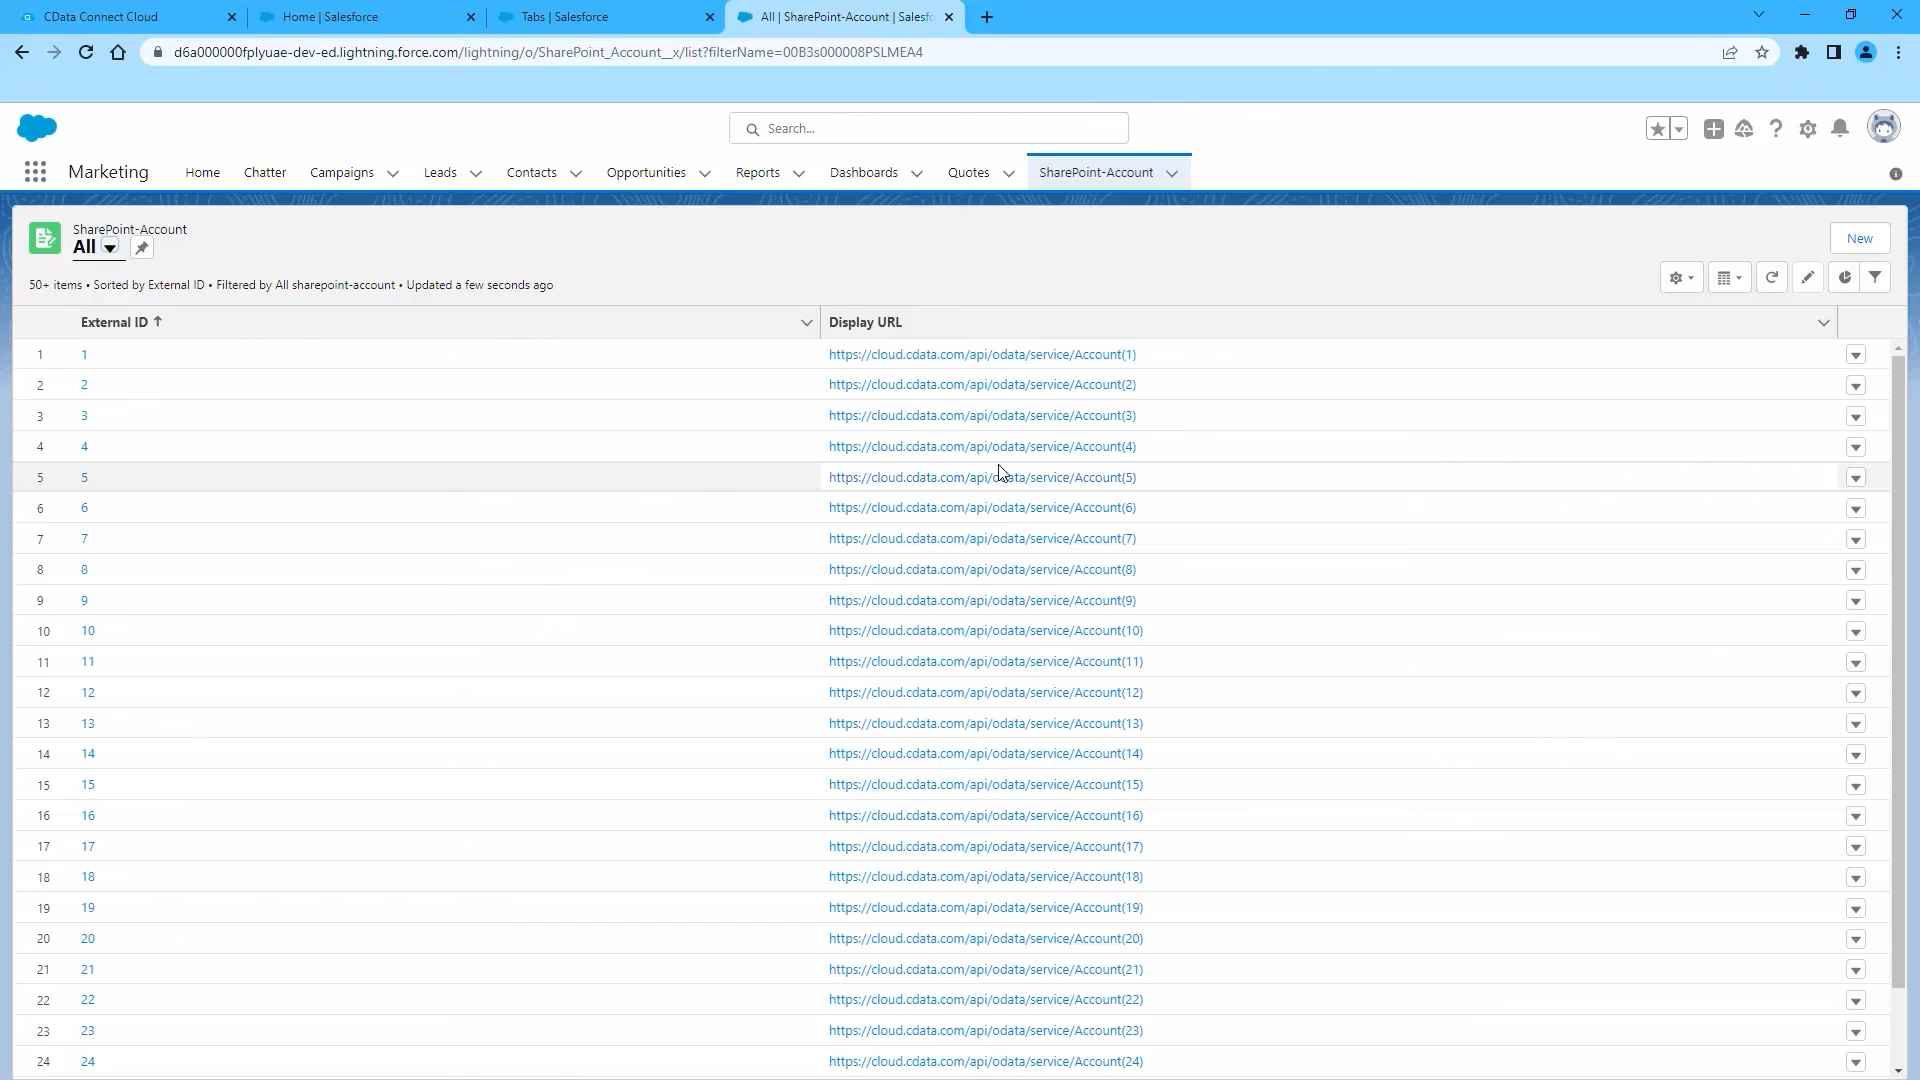 CData Connect Cloud
Home | Salesforce
Tabs | Salesforce
All | SharePoint-Account | Salesfo
d6a000000fplyuae-dev-ed.lightning.force.com/lightning/o/SharePoint_Account__x/list?filterName=00B3s000008PSLMEA4
Search...
Marketing Home Chatter Campaigns Leads Contacts Opportunities Reports Dashboards Quotes SharePoint-Account
SharePoint-Account
All
New
50+ items • Sorted by External ID • Filtered by All sharepoint-account • Updated a few seconds ago
External ID ↑ Display URL
1 1 https://cloud.cdata.com/api/odata/service/Account(1)
2 2 https://cloud.cdata.com/api/odata/service/Account(2)
3 3 https://cloud.cdata.com/api/odata/service/Account(3)
4 4 https://cloud.cdata.com/api/odata/service/Account(4)
5 5 https://cloud.cdata.com/api/odata/service/Account(5)
6 6 https://cloud.cdata.com/api/odata/service/Account(6)
7 7 https://cloud.cdata.com/api/odata/service/Account(7)
8 8 https://cloud.cdata.com/api/odata/service/Account(8)
9 9 https://cloud.cdata.com/api/odata/service/Account(9)
10 10 https://cloud.cdata.com/api/odata/service/Account(10)
11 11 https://cloud.cdata.com/api/odata/service/Account(11)
12 12 https://cloud.cdata.com/api/odata/service/Account(12)
13 13 https://cloud.cdata.com/api/odata/service/Account(13)
14 14 https://cloud.cdata.com/api/odata/service/Account(14)
15 15 https://cloud.cdata.com/api/odata/service/Account(15)
16 16 https://cloud.cdata.com/api/odata/service/Account(16)
17 17 https://cloud.cdata.com/api/odata/service/Account(17)
18 18 https://cloud.cdata.com/api/odata/service/Account(18)
19 19 https://cloud.cdata.com/api/odata/service/Account(19)
20 20 https://cloud.cdata.com/api/odata/service/Account(20)
21 21 https://cloud.cdata.com/api/odata/service/Account(21)
22 22 https://cloud.cdata.com/api/odata/service/Account(22)
23 23 https://cloud.cdata.com/api/odata/service/Account(23)
24 24 https://cloud.cdata.com/api/odata/service/Account(24)